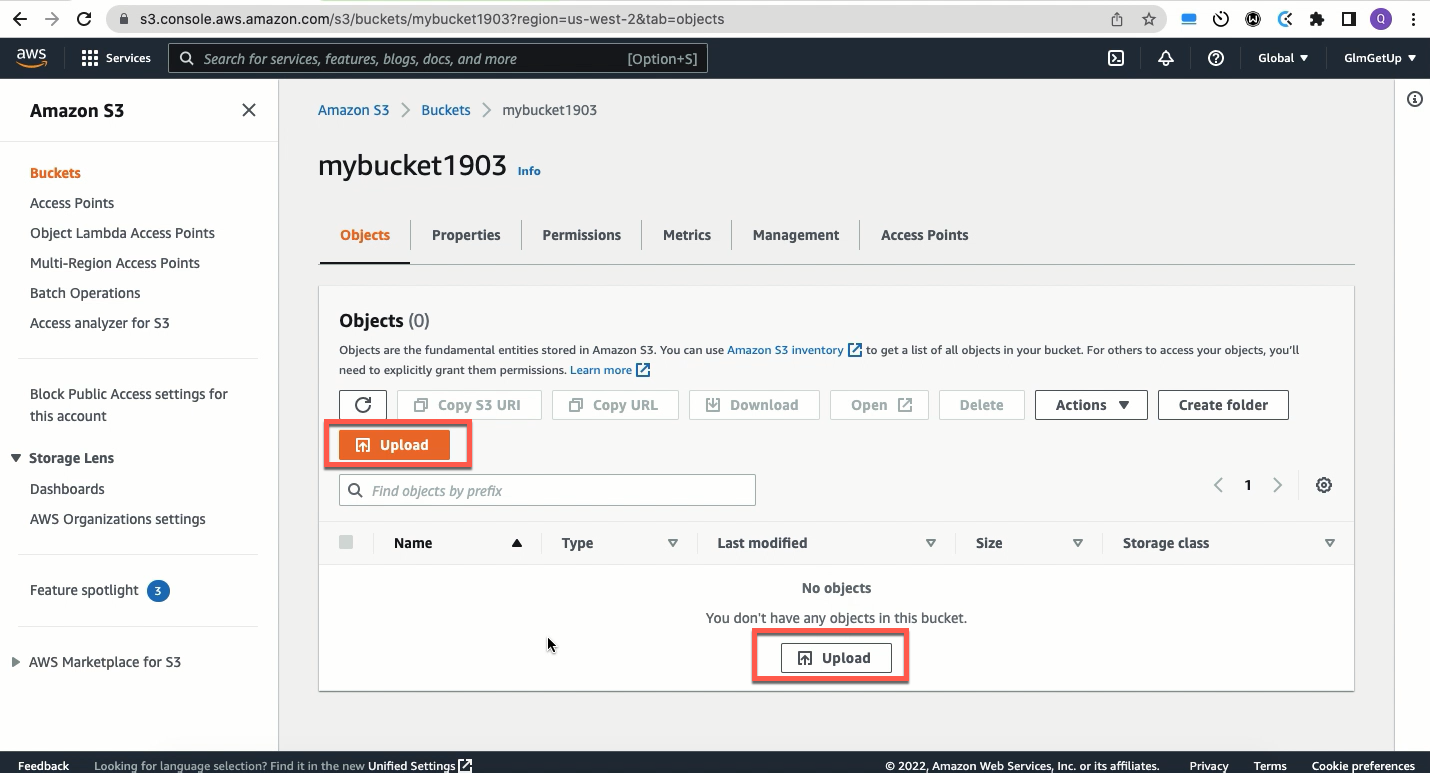 s3.console.aws.amazon.com/s3/buckets/mybucket1903?region=us-west-2&tab=objects
Q
aws
Services
Search for services, features, blogs, docs, and more
[Option+S]
Global
GlmGetUp
Amazon S3
Buckets
Access Points
Object Lambda Access Points
Multi-Region Access Points
Batch Operations
Access analyzer for S3
Block Public Access settings for
this account
Storage Lens
Dashboards
AWS Organizations settings
Feature spotlight 3
AWS Marketplace for S3
Amazon S3 > Buckets > mybucket1903
mybucket1903 Info
Objects
Properties
Permissions
Metrics
Management
Access Points
Objects (0)
Objects are the fundamental entities stored in Amazon S3. You can use Amazon S3 inventory to get a list of all objects in your bucket. For others to access your objects, you'll
need to explicitly grant them permissions. Learn more
Copy S3 URI
Copy URL
Download
Open
Delete
Actions
Create folder
Upload
Find objects by prefix
1
Name
Type
Last modified
Size
Storage class
No objects
You don't have any objects in this bucket.
Upload
Feedback
Looking for language selection? Find it in the new Unified Settings
© 2022, Amazon Web Services, Inc. or its affiliates.
Privacy
Terms
Cookie preferences